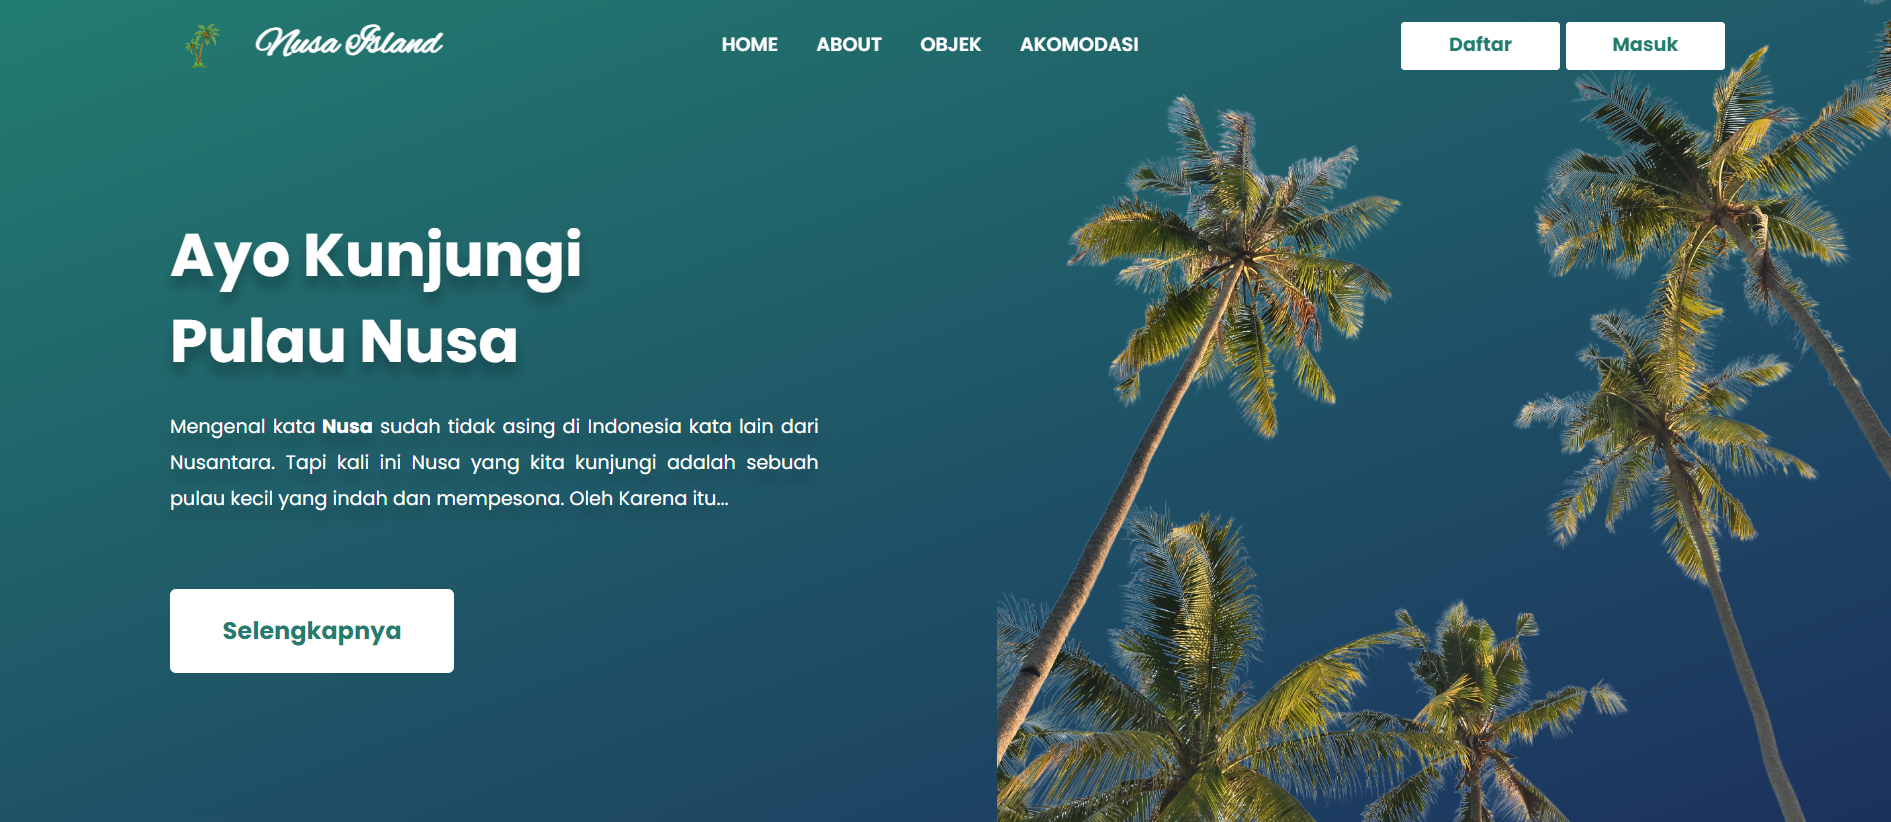 Nusa Island
HOME ABOUT OBJEK AKOMODASI
Daftar Masuk
Ayo Kunjungi
Pulau Nusa
Mengenal kata Nusa sudah tidak asing di Indonesia kata lain dari
Nusantara. Tapi kali ini Nusa yang kita kunjungi adalah sebuah
pulau kecil yang indah dan mempesona. Oleh Karena itu...
Selengkapnya